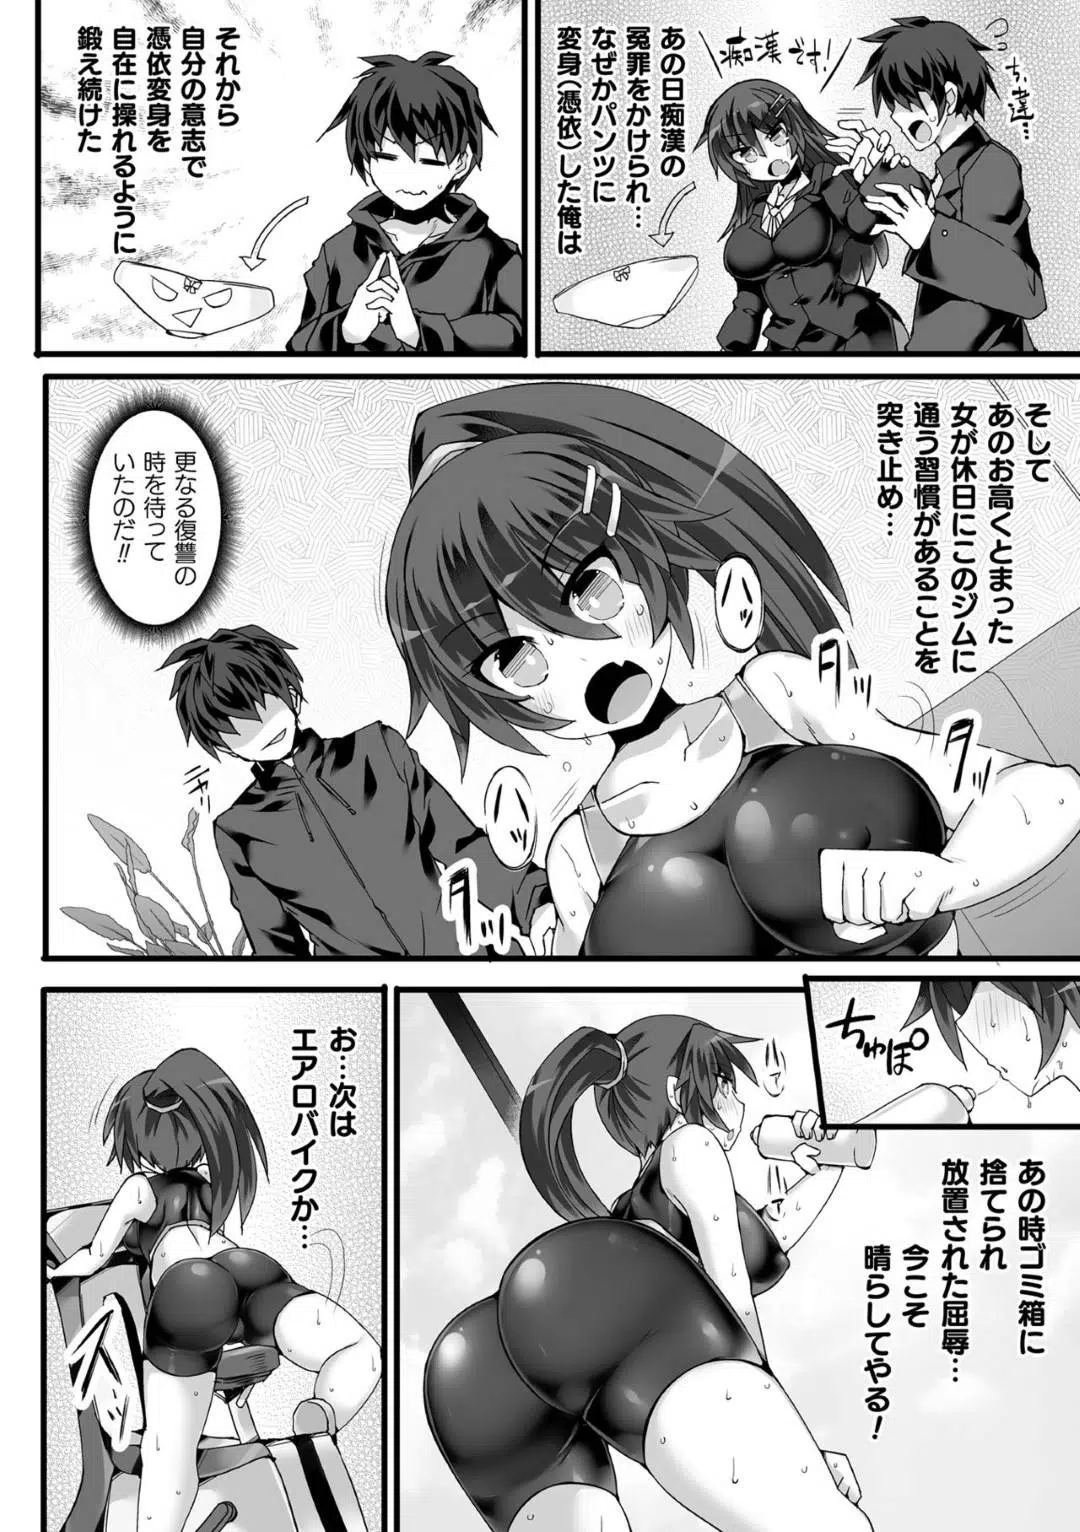 痴漢です！
ちっ、違…
あの日痴漢の
冤罪をかけられ…
なぜかパンツに
変身（憑依）した俺は
それから
自分の意志で
憑依変身を
自在に操れるように
鍛え続けた
そして
あのお高くとまった
女が休日にこのジムに
通う習慣があることを
突き止め…
ハッ
タッ
タッ
更なる復讐の
時を待って
いたのだ!!
ニヤリ
ハッ
タッ
ちゅぽ。
あの時ゴミ箱に
捨てられ
放置された屈辱…
今こそ
晴らしてやる！
お…次は
エアロバイクか…